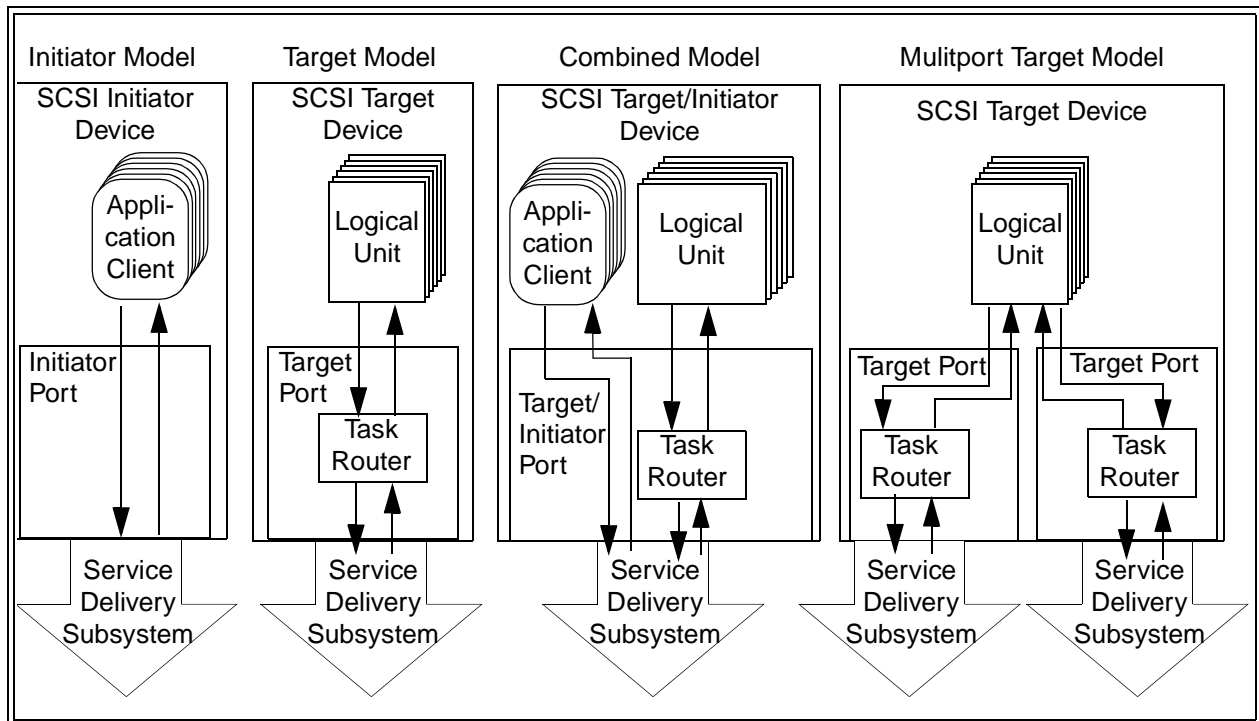 Initiator Model
SCSI Initiator
Device
Appli-
cation
Client
Initiator
Port
Service
Delivery
Subsystem
Target Model
SCSI Target
Device
Logical
Unit
Target
Port
Task
Router
Service
Delivery
Subsystem
Combined Model
SCSI Target/Initiator
Device
Appli-
cation
Client
Logical
Unit
Target/
Initiator
Port
Task
Router
Service
Delivery
Subsystem
Mulitport Target Model
SCSI Target Device
Logical
Unit
Target Port
Task
Router
Service
Delivery
Subsystem
Target Port
Task
Router
Service
Delivery
Subsystem